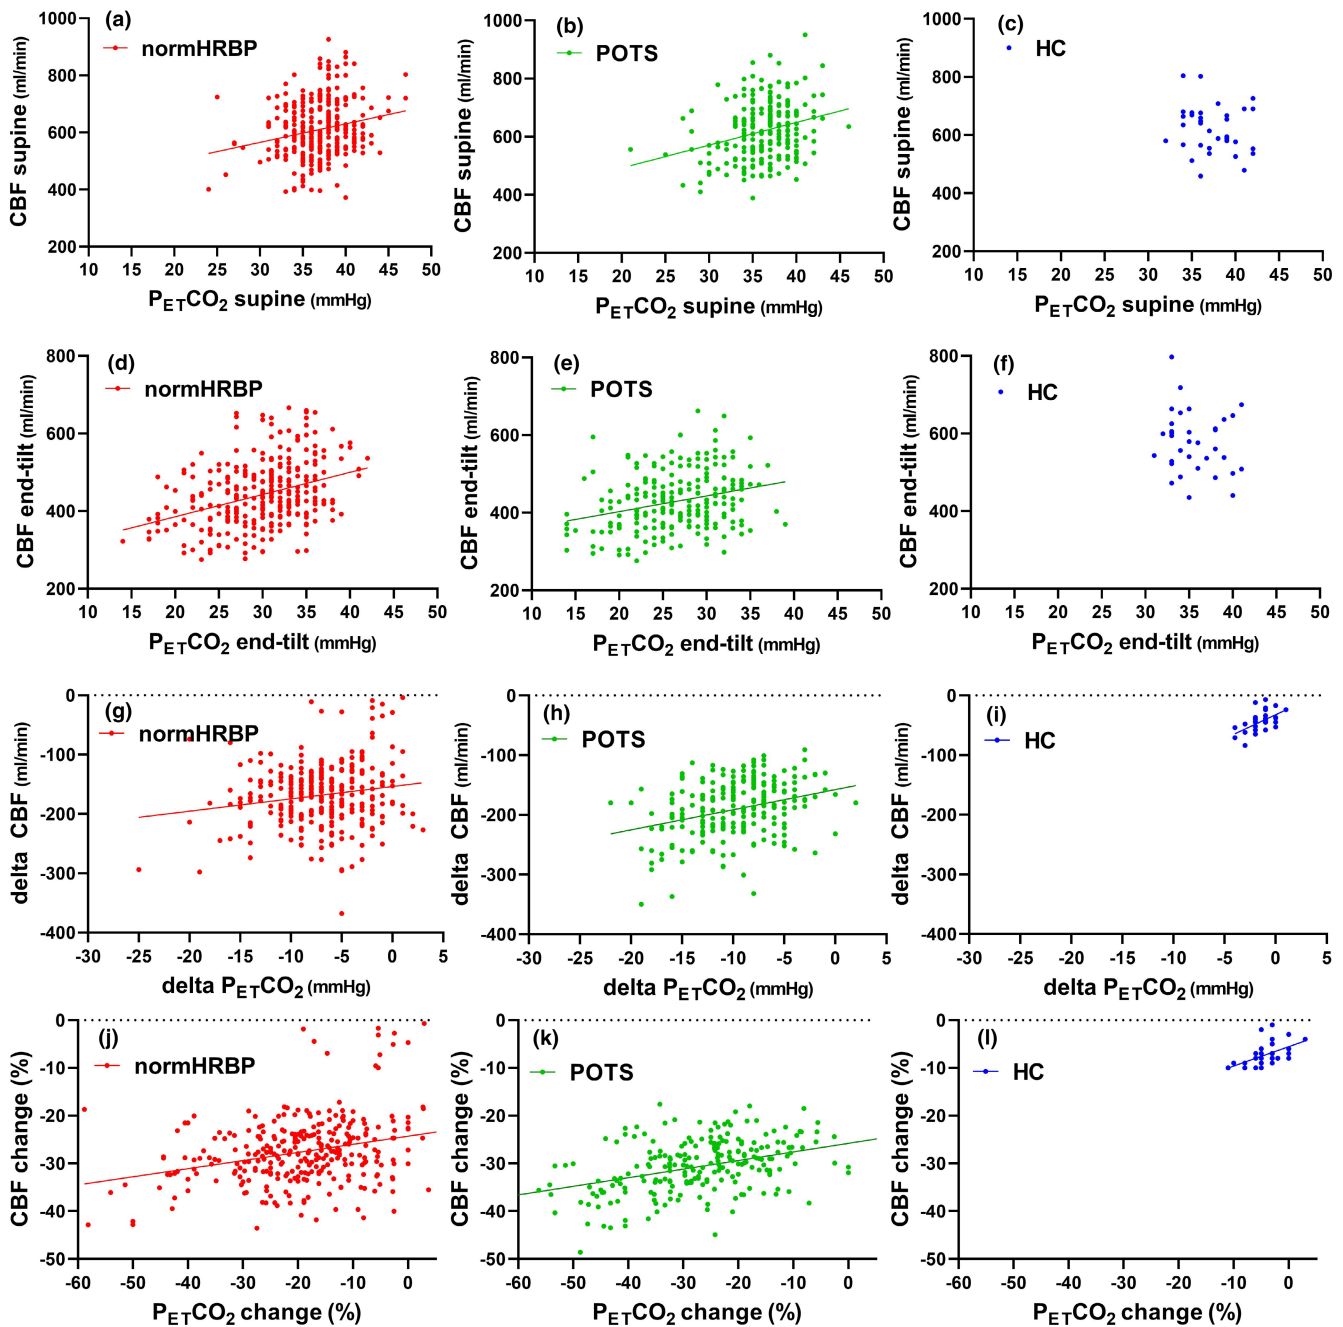 (a)
normHRBP
1000
800
600
400
200
CBF supine (ml/min)
10 15 20 25 30 35 40 45 50
PETCO2 supine (mmHg)
(b)
POTS
1000
800
600
400
200
CBF supine (ml/min)
10 15 20 25 30 35 40 45 50
PETCO2 supine (mmHg)
(c)
HC
1000
800
600
400
200
CBF supine (ml/min)
10 15 20 25 30 35 40 45 50
PETCO2 supine (mmHg)
(d)
normHRBP
800
600
400
200
CBF end-tilt (ml/min)
10 15 20 25 30 35 40 45 50
PETCO2 end-tilt (mmHg)
(e)
POTS
800
600
400
200
CBF end-tilt (ml/min)
10 15 20 25 30 35 40 45 50
PETCO2 end-tilt (mmHg)
(f)
HC
800
600
400
200
CBF end-tilt (ml/min)
10 15 20 25 30 35 40 45 50
PETCO2 end-tilt (mmHg)
(g)
normHRBP
0
-100
-200
-300
-400
delta CBF (ml/min)
-30 -25 -20 -15 -10 -5 0 5
delta PETCO2 (mmHg)
(h)
POTS
0
-100
-200
-300
-400
delta CBF (ml/min)
-30 -25 -20 -15 -10 -5 0 5
delta PETCO2 (mmHg)
(i)
HC
0
-100
-200
-300
-400
delta CBF (ml/min)
-30 -25 -20 -15 -10 -5 0 5
delta PETCO2 (mmHg)
(j)
normHRBP
0
-10
-20
-30
-40
-50
CBF change (%)
-60 -50 -40 -30 -20 -10 0
PETCO2 change (%)
(k)
POTS
0
-10
-20
-30
-40
-50
CBF change (%)
-60 -50 -40 -30 -20 -10 0
PETCO2 change (%)
(l)
HC
0
-10
-20
-30
-40
-50
CBF change (%)
-60 -50 -40 -30 -20 -10 0
PETCO2 change (%)